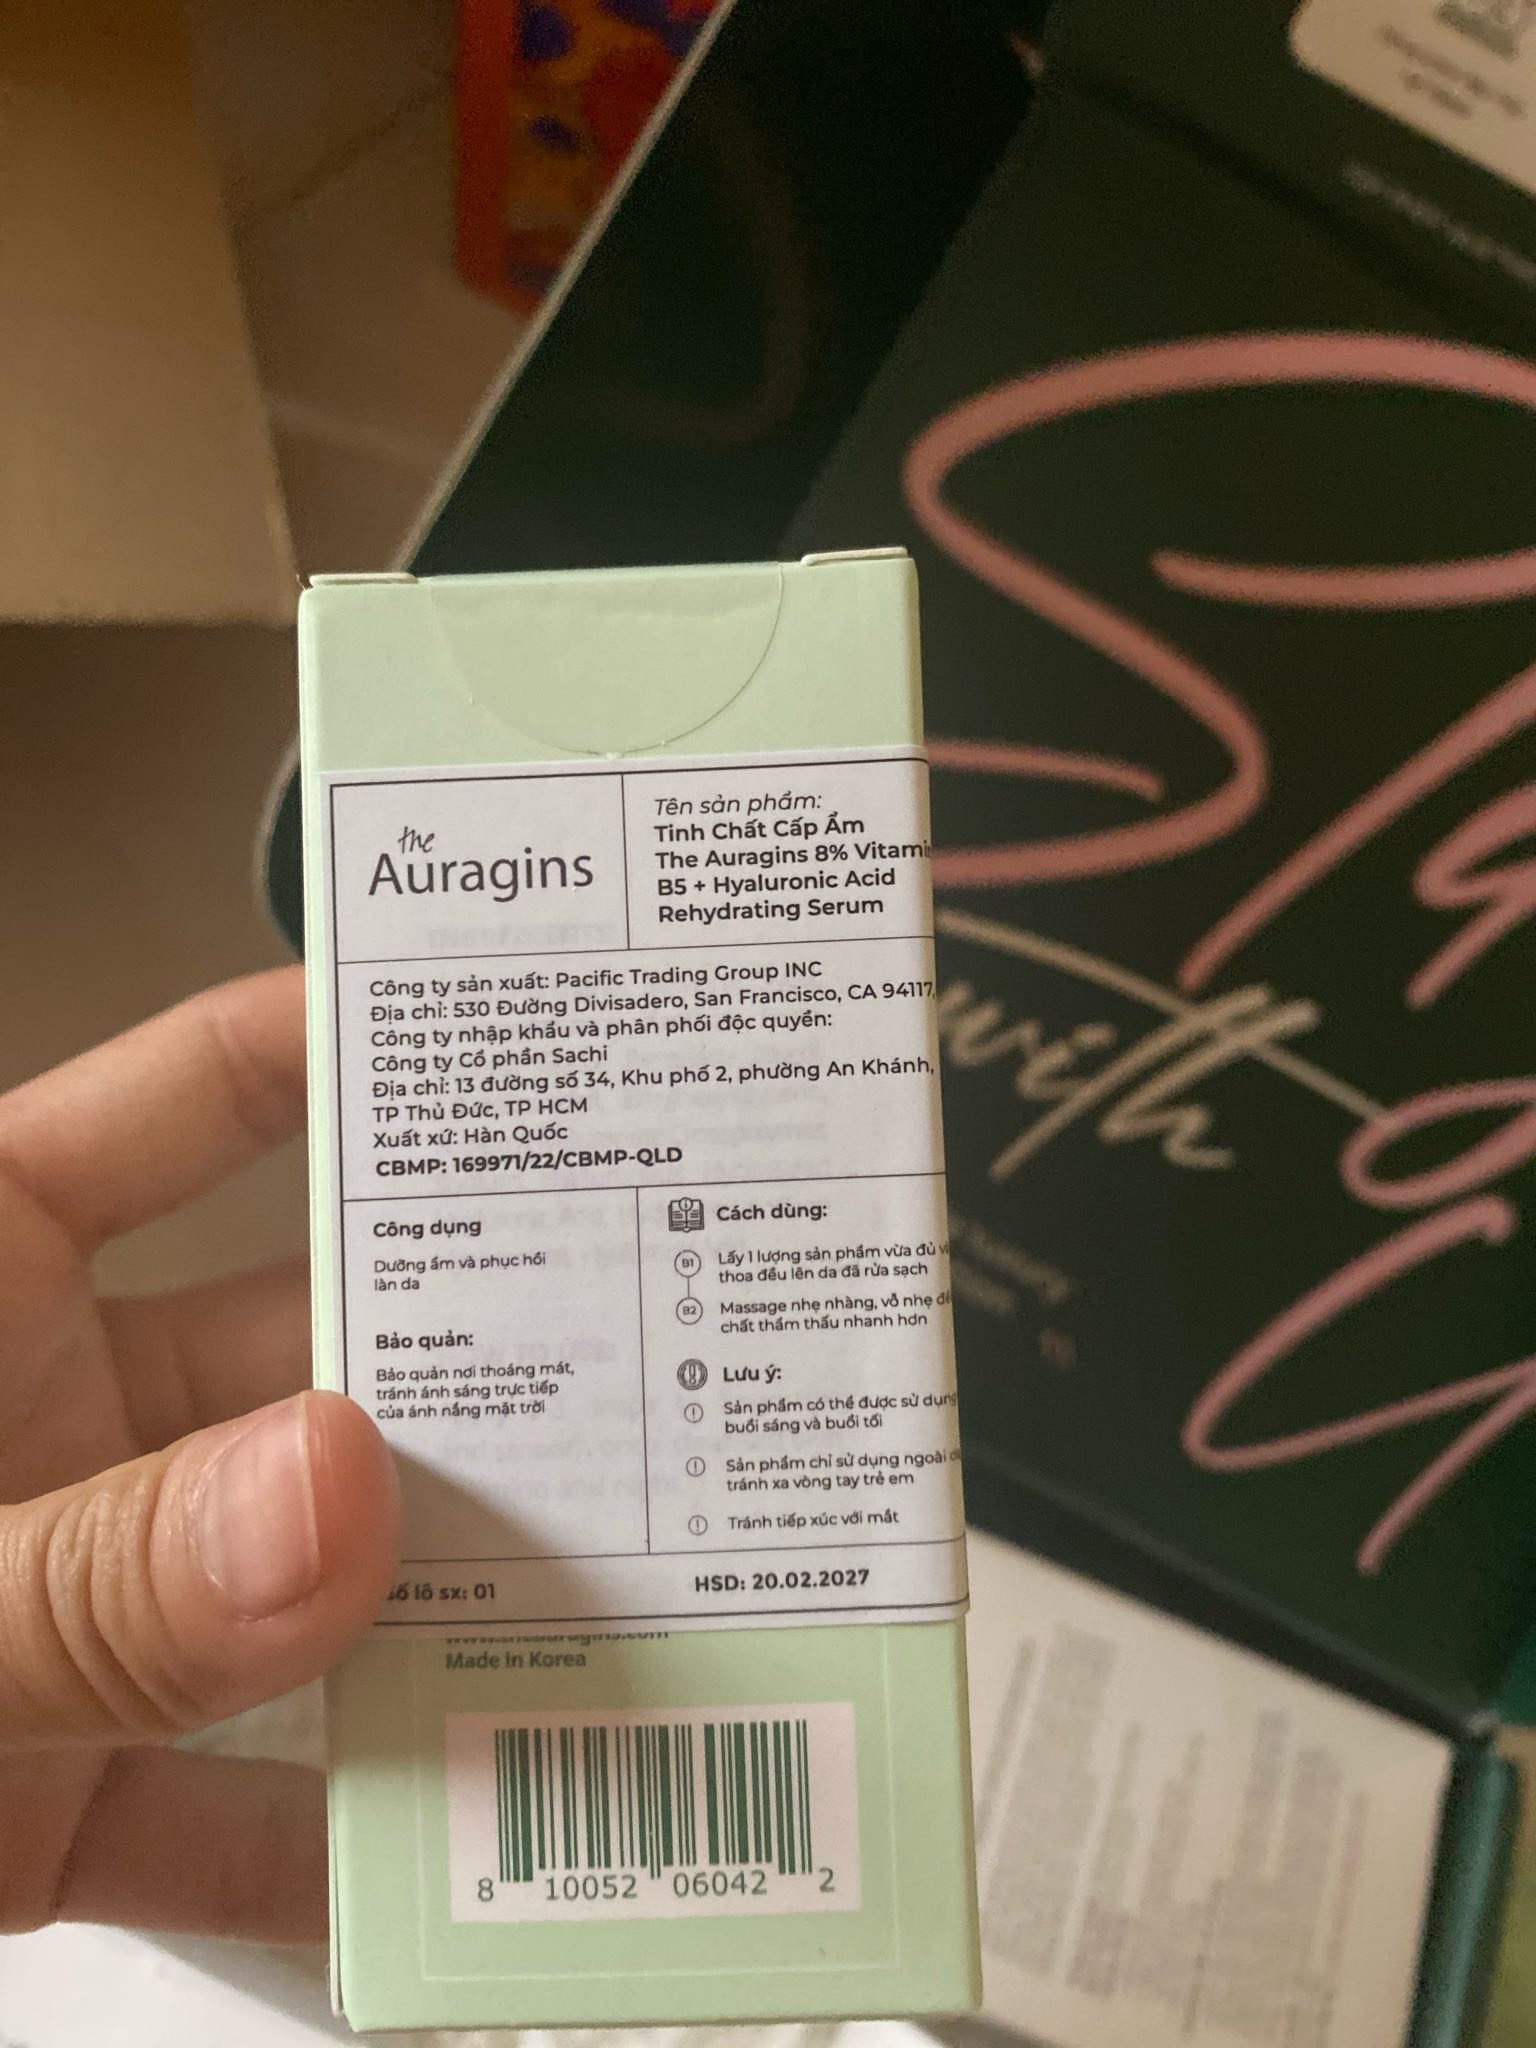 the
Auragins
Tên sản phẩm:
Tinh Chất Cấp Ẩm
The Auragins 8% Vitami
B5 + Hyaluronic Acid
Rehydrating Serum
Công ty sản xuất: Pacific Trading Group INC
Địa chỉ: 530 Đường Divisadero, San Francisco, CA 94117,
Công ty nhập khẩu và phân phối độc quyền:
Công ty Cổ phần Sachi
Địa chỉ: 13 đường số 34, Khu phố 2, phường An Khánh,
TP Thủ Đức, TP HCM
Xuất xứ: Hàn Quốc
CBMP: 169971/22/CBMP-QLD
Công dụng
Dưỡng ẩm và phục hồi
làn da
Bảo quản:
Bảo quản nơi thoáng mát,
tránh ánh sáng trực tiếp
của ánh nắng mặt trời
Cách dùng:
B1
Lấy 1 lượng sản phẩm vừa đủ v
thoa đều lên da đã rửa sạch
B2
Massage nhẹ nhàng, vỗ nhẹ để
chất thẩm thấu nhanh hơn
Lưu ý:
Sản phẩm có thể được sử dụng
buổi sáng và buổi tối
Sản phẩm chỉ sử dụng ngoài d
tránh xa vòng tay trẻ em
Tránh tiếp xúc với mắt
số lô sx: 01
HSD: 20.02.2027
www.theauragins.com
Made in Korea
8 10052 06042 2
with